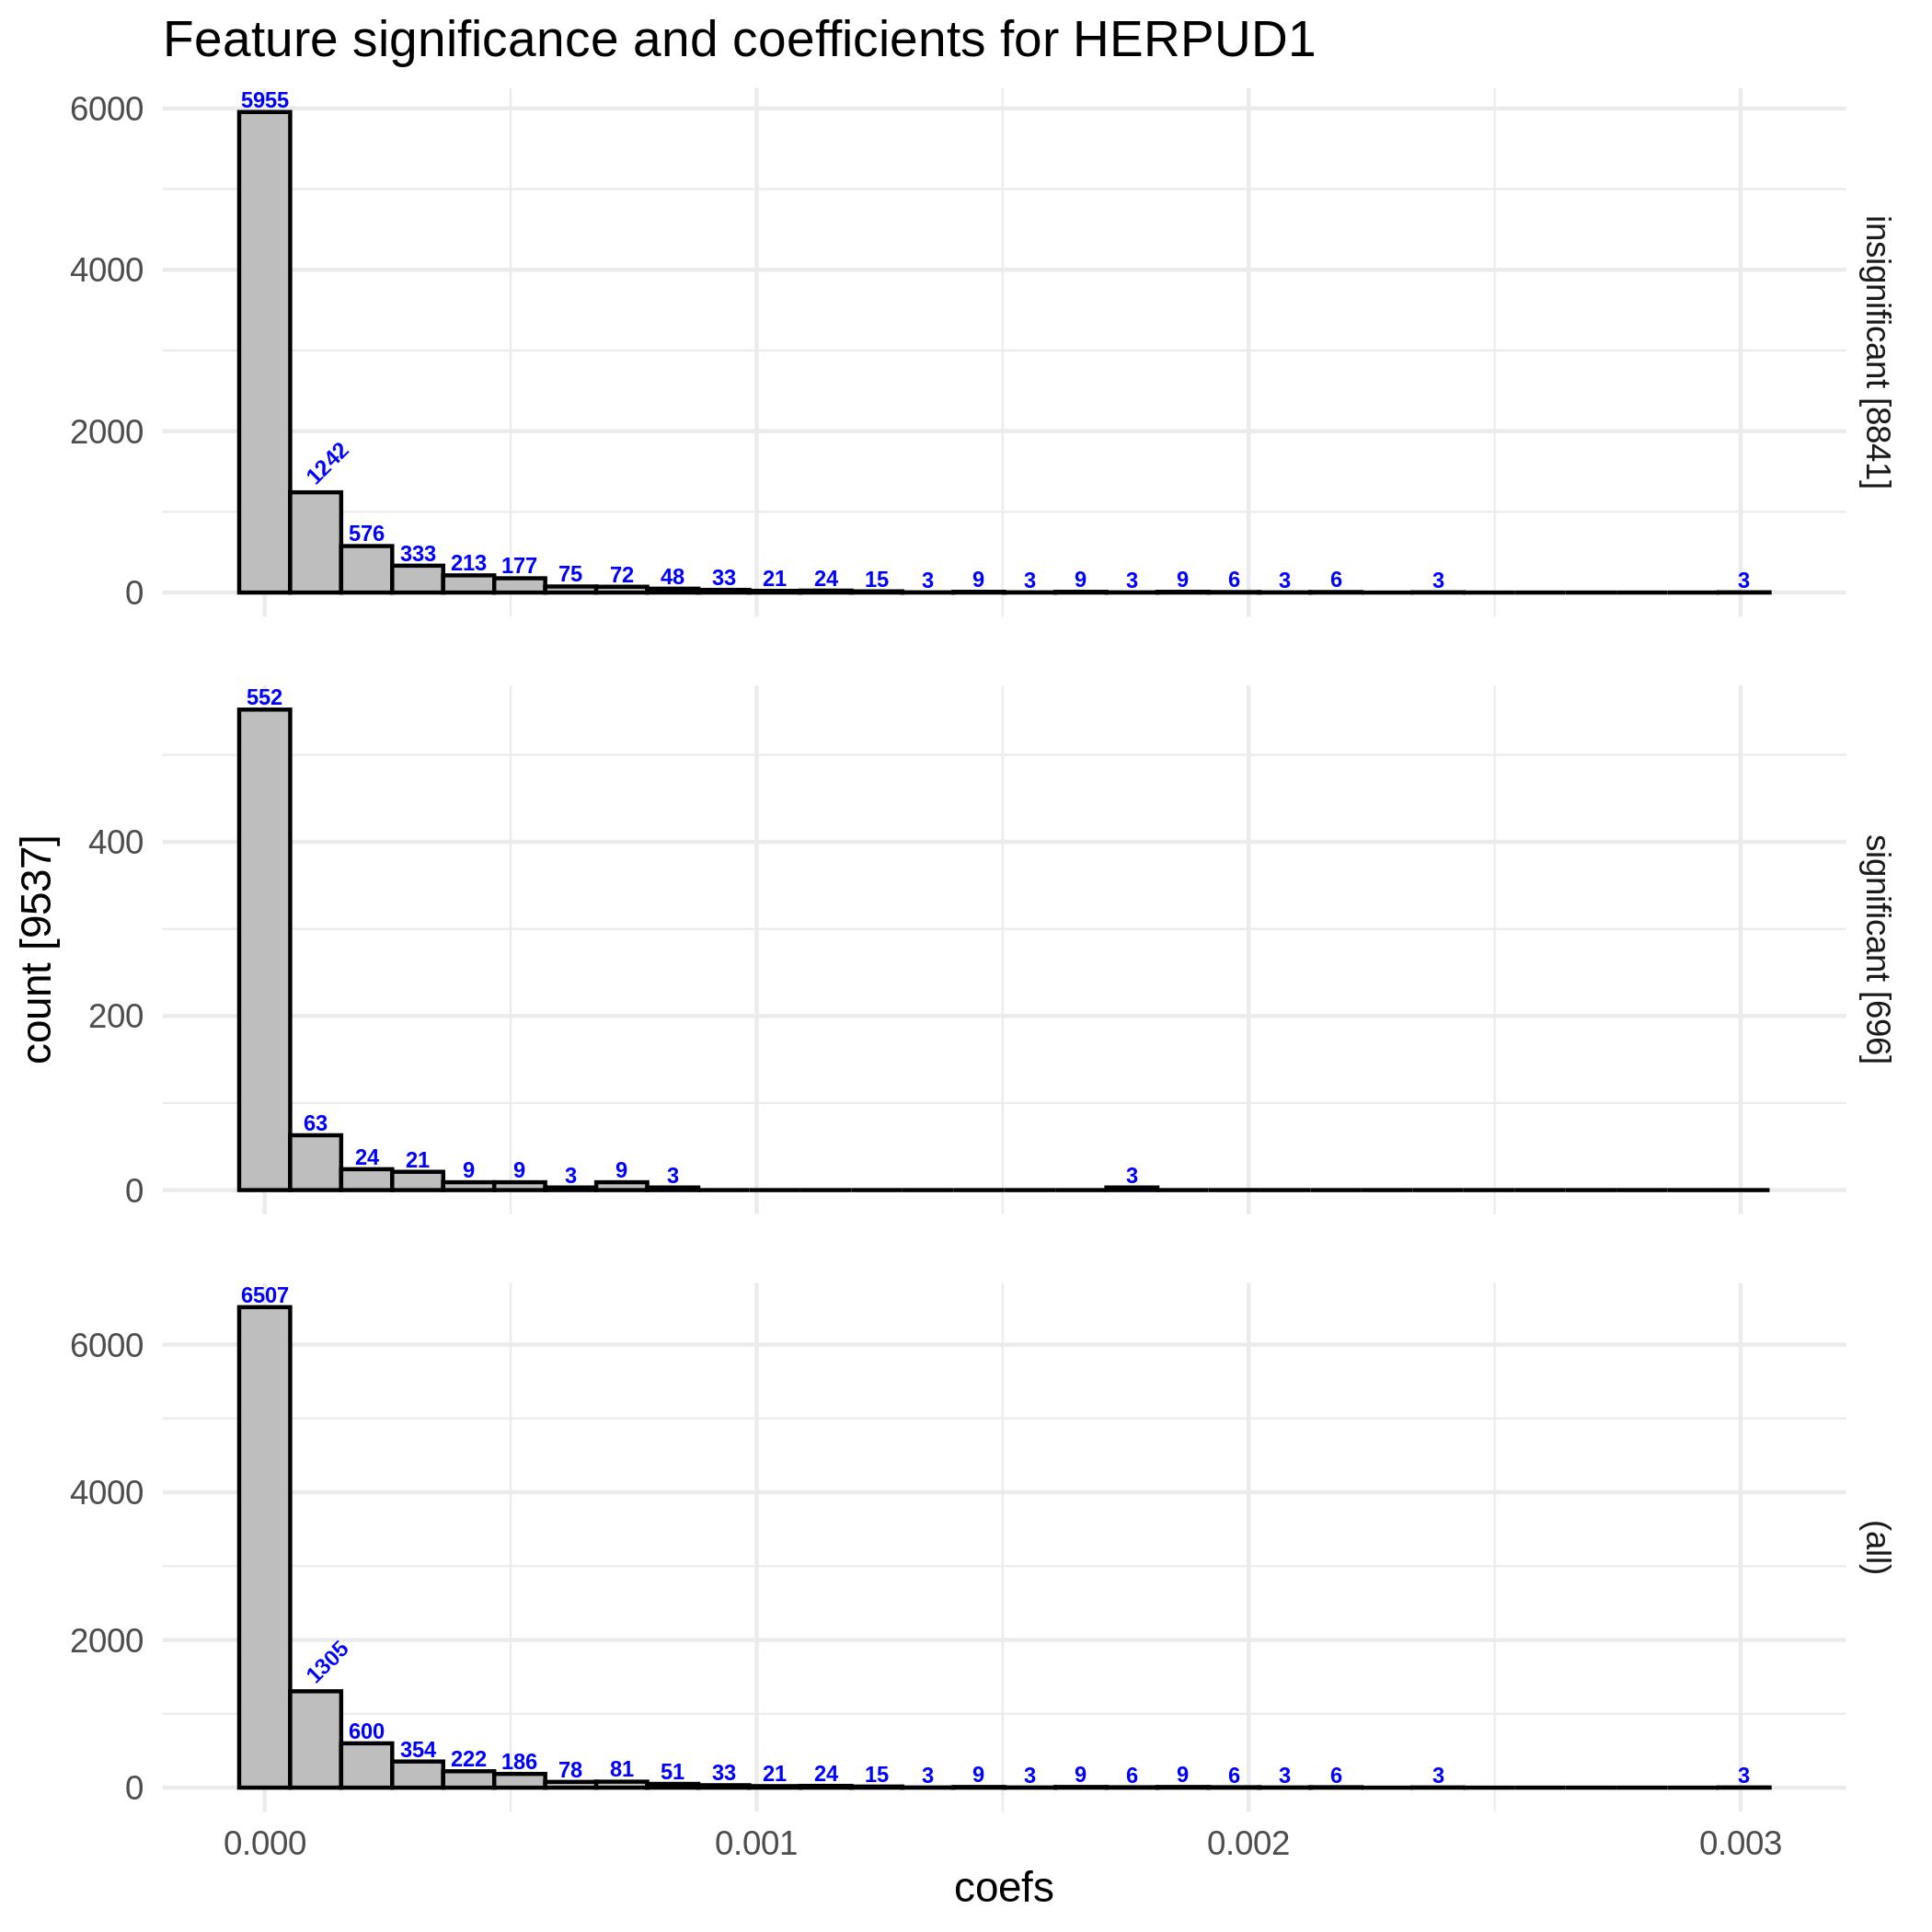 Feature significance and coefficients for HERPUD1
count [9537]
6000
4000
2000
0
5955
1242
576 333 213 177 75 72 48 33 21 24 15 3 9 3 9 3 9 6 3 6 3 3
insignificant [8841]
400
200
0
552
63
24 21 9 9 3 9 3 3
significant [696]
6000
4000
2000
0
6507
1305
600 354 222 186 78 81 51 33 21 24 15 3 9 3 9 6 9 6 3 6 3 3
(all)
0.000 0.001 0.002 0.003
coefs